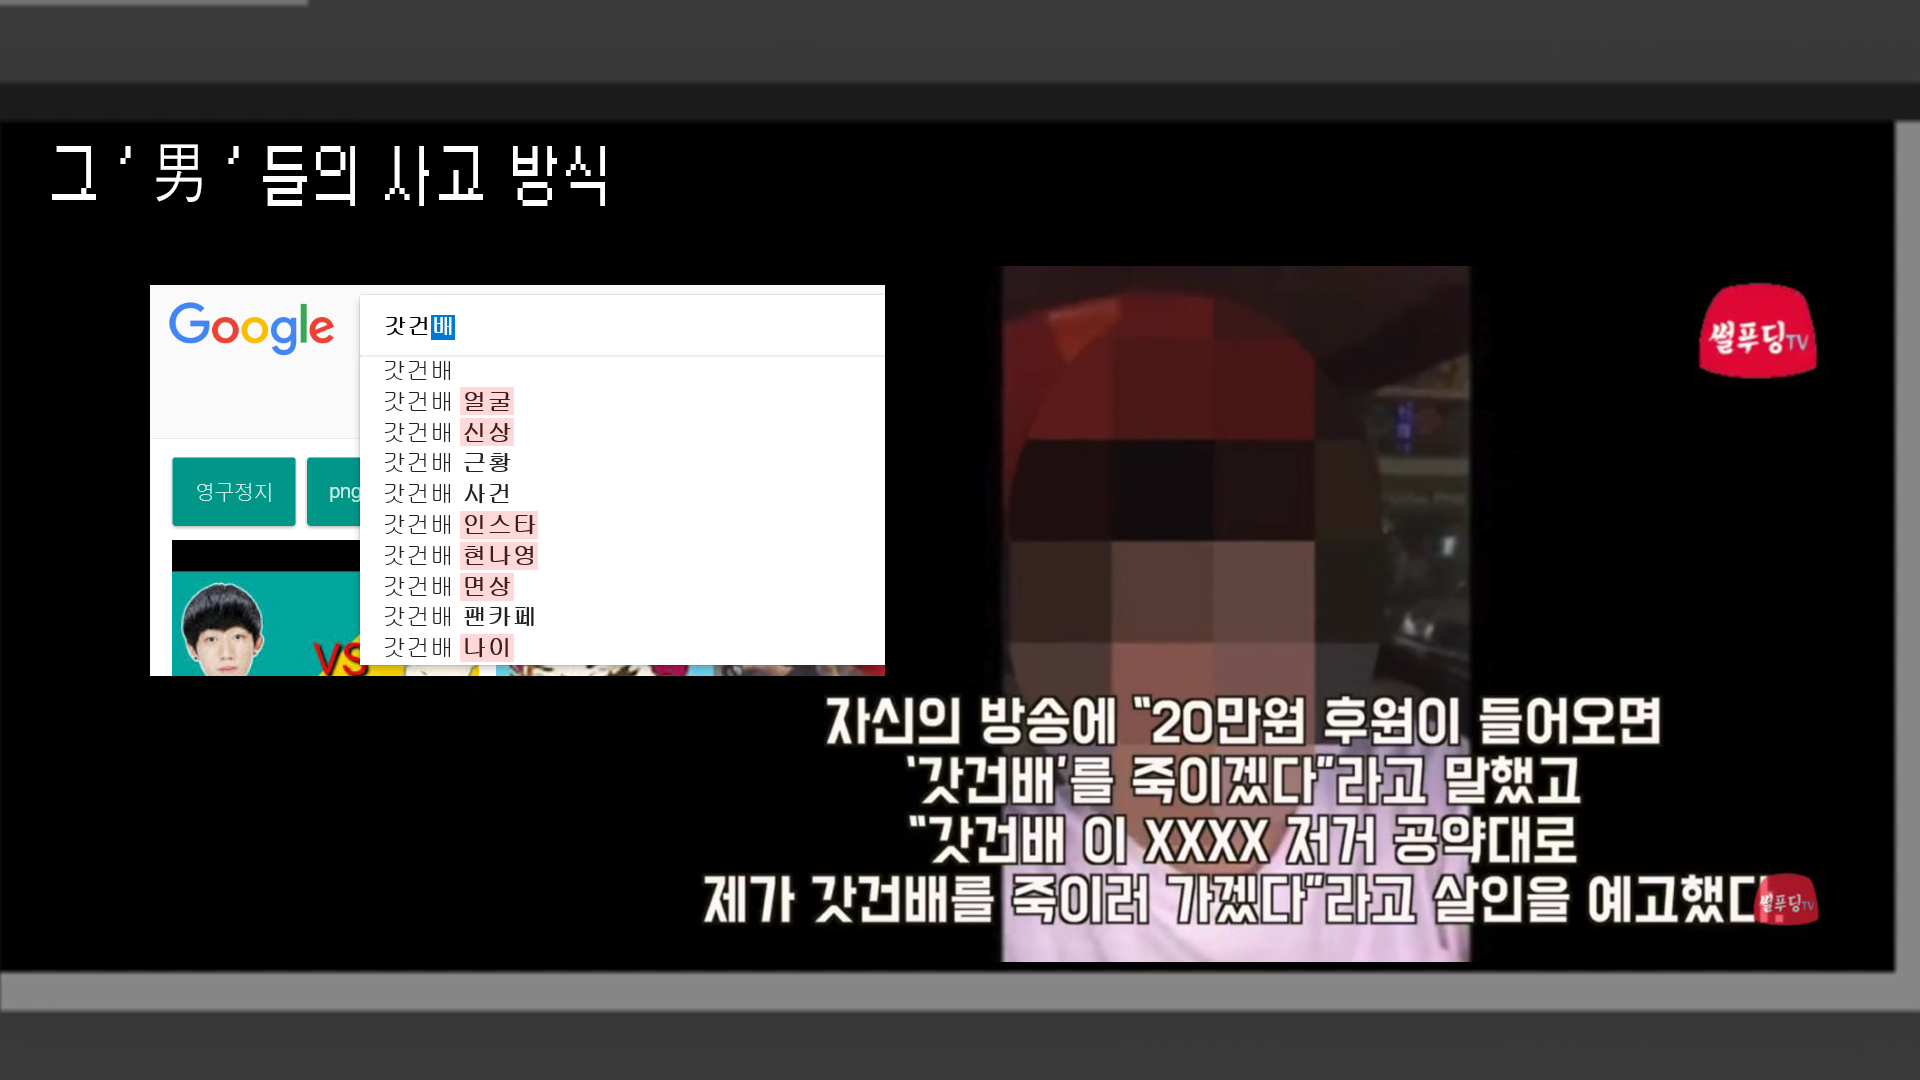 그 '男' 들의 사고 방식
Google
갓건배
갓건배
갓건배 얼굴
갓건배 신상
갓건배 근황
갓건배 사건
갓건배 인스타
갓건배 현나영
갓건배 면상
갓건배 팬카페
갓건배 나이
영구정지
png
VS
썰푸딩TV
자신의 방송에 “20만원 후원이 들어오면
‘갓건배’를 죽이겠다”라고 말했고
“갓건배 이 XXXX 저거 공약대로
제가 갓건배를 죽이러 가겠다”라고 살인을 예고했다.
썰푸딩TV